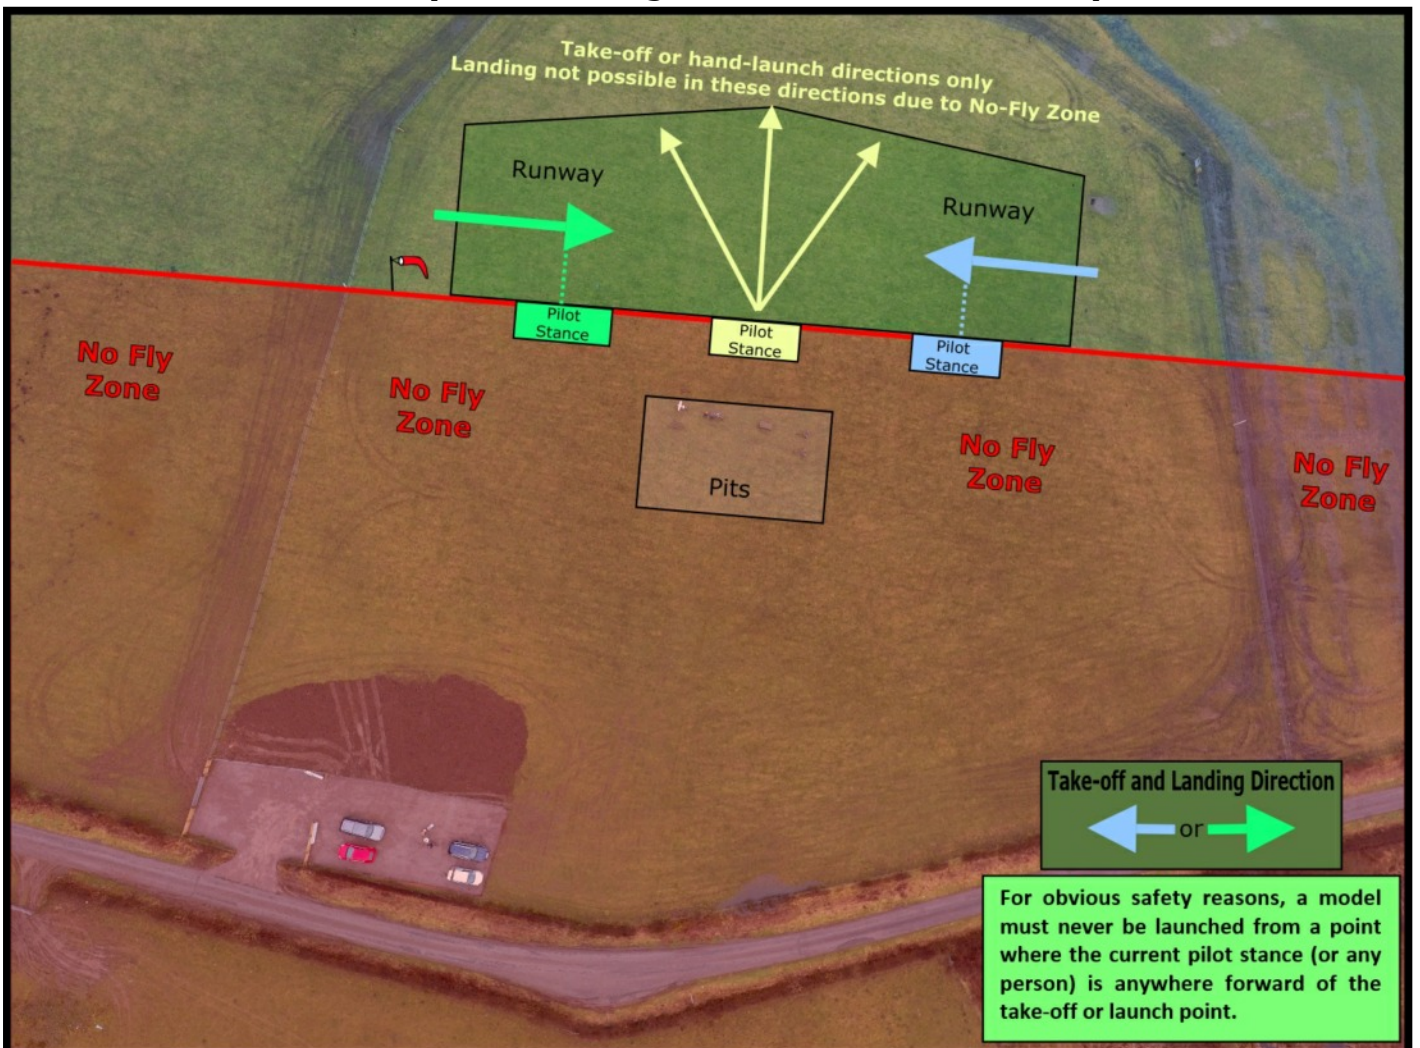 Take-off or hand-launch directions only
Landing not possible in these directions due to No-Fly Zone
Runway
Runway
Pilot
Stance
Pilot
Stance
Pilot
Stance
No Fly
Zone
No Fly
Zone
No Fly
Zone
No Fly
Zone
Pits
Take-off and Landing Direction
or
For obvious safety reasons, a model
must never be launched from a point
where the current pilot stance (or any
person) is anywhere forward of the
take-off or launch point.